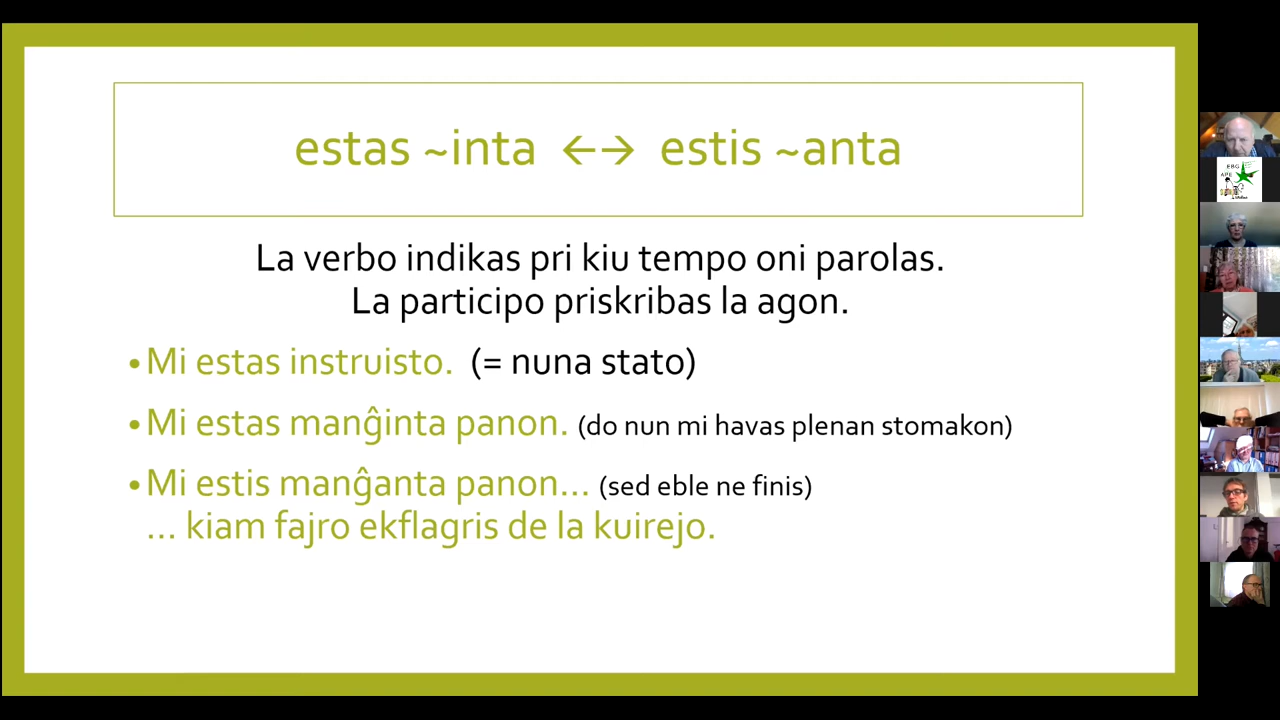 estas ~inta ←→ estis ~anta
La verbo indikas pri kiu tempo oni parolas.
La participo priskribas la agon.
• Mi estas instruisto. (= nuna stato)
• Mi estas manĝinta panon. (do nun mi havas plenan stomakon)
• Mi estis manĝanta panon... (sed eble ne finis)
... kiam fajro ekflagris de la kuirejo.
EBG
APE